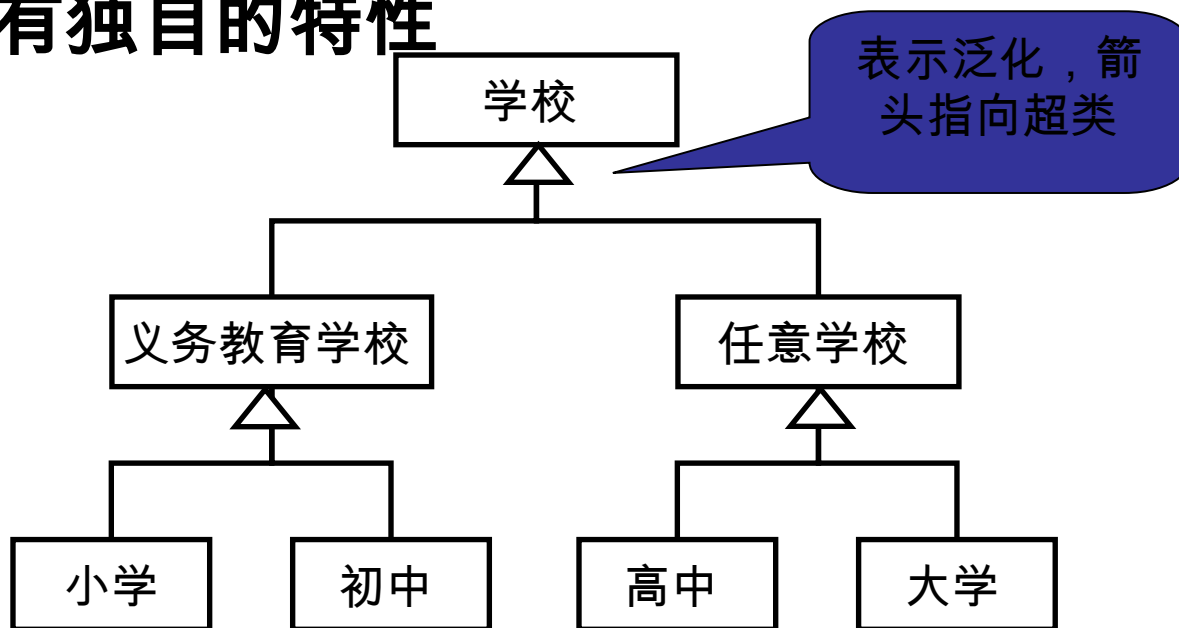 有独自的特性
学校
表示泛化，箭
头指向超类
义务教育学校
任意学校
小学
初中
高中
大学